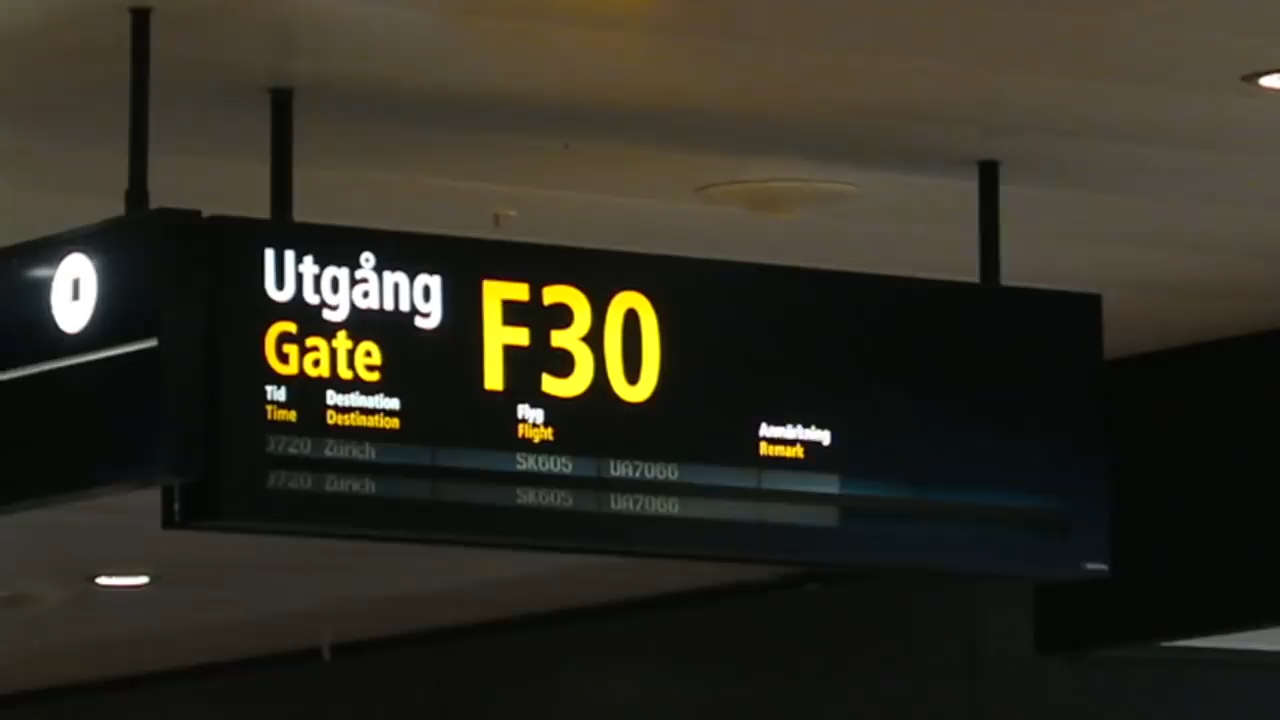 Utgång F30
Gate
Tid Destination Flyg Anmärkning
Time Destination Flight Remark
Zürich SK605 UA7066
Zürich SK605 UA7066